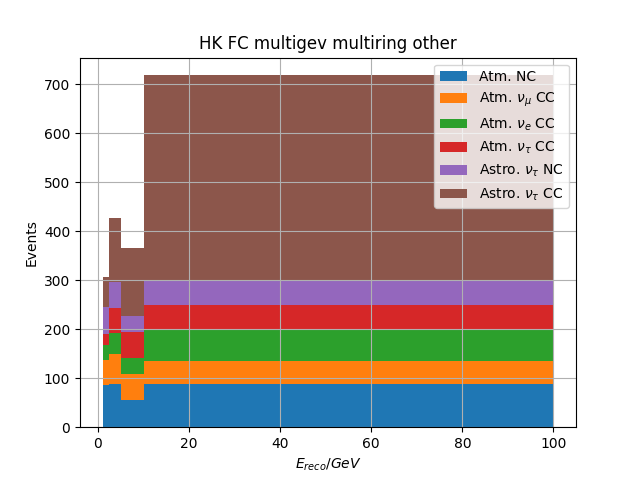 HK FC multigev multiring other
700
600
500
400
300
200
100
0
Events
0 20 40 60 80 100
E_reco/GeV
Atm. NC
Atm. ν_μ CC
Atm. ν_e CC
Atm. ν_τ CC
Astro. ν_τ NC
Astro. ν_τ CC